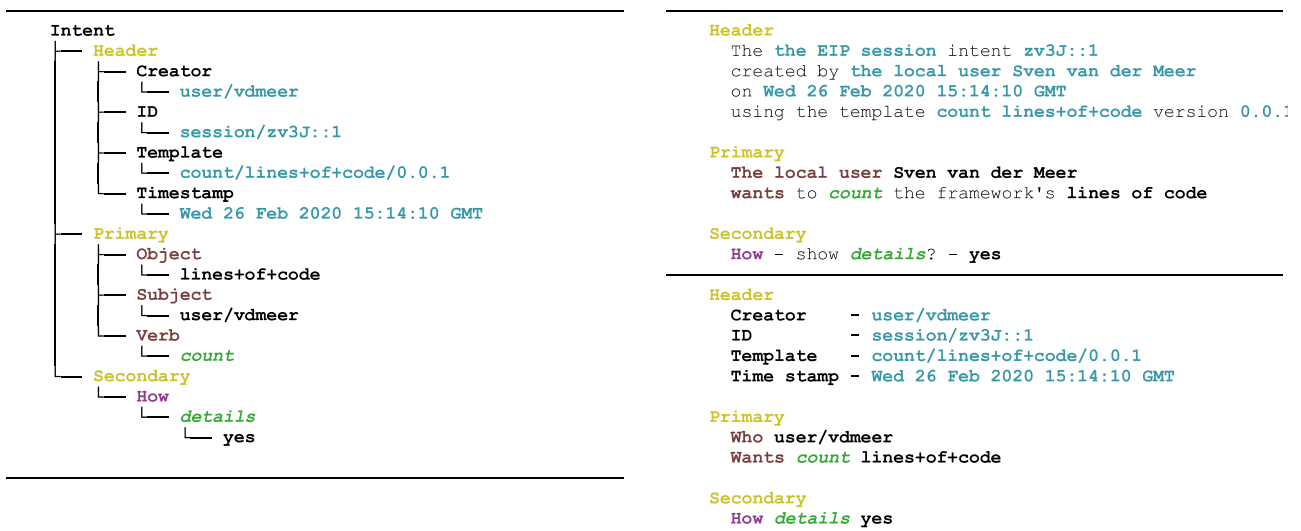 Intent
Header
Creator
user/vdmeer
ID
session/zv3J::1
Template
count/lines+of+code/0.0.1
Timestamp
Wed 26 Feb 2020 15:14:10 GMT
Primary
Object
lines+of+code
Subject
user/vdmeer
Verb
count
Secondary
How
details
yes
Header
The the EIP session intent zv3J::1
created by the local user Sven van der Meer
on Wed 26 Feb 2020 15:14:10 GMT
using the template count lines+of+code version 0.0.1
Primary
The local user Sven van der Meer
wants to count the framework's lines of code
Secondary
How - show details? - yes
Header
Creator - user/vdmeer
ID - session/zv3J::1
Template - count/lines+of+code/0.0.1
Time stamp - Wed 26 Feb 2020 15:14:10 GMT
Primary
Who user/vdmeer
Wants count lines+of+code
Secondary
How details yes